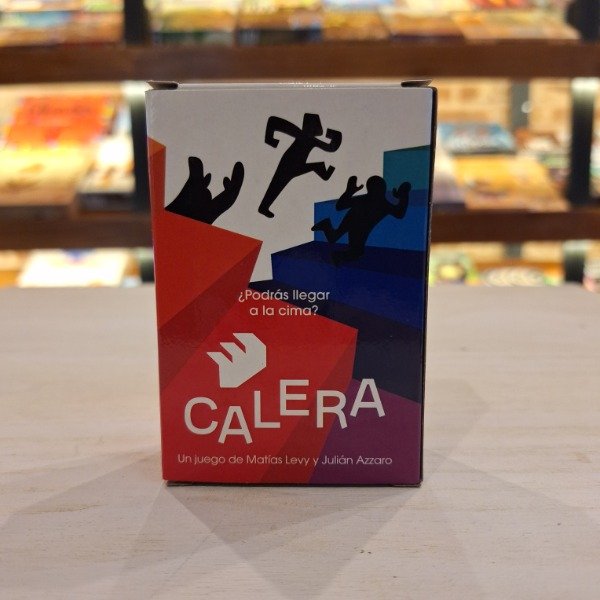 ¿Podrás llegar
a la cima?
CALERA
Un juego de Matías Levy y Julián Azzaro